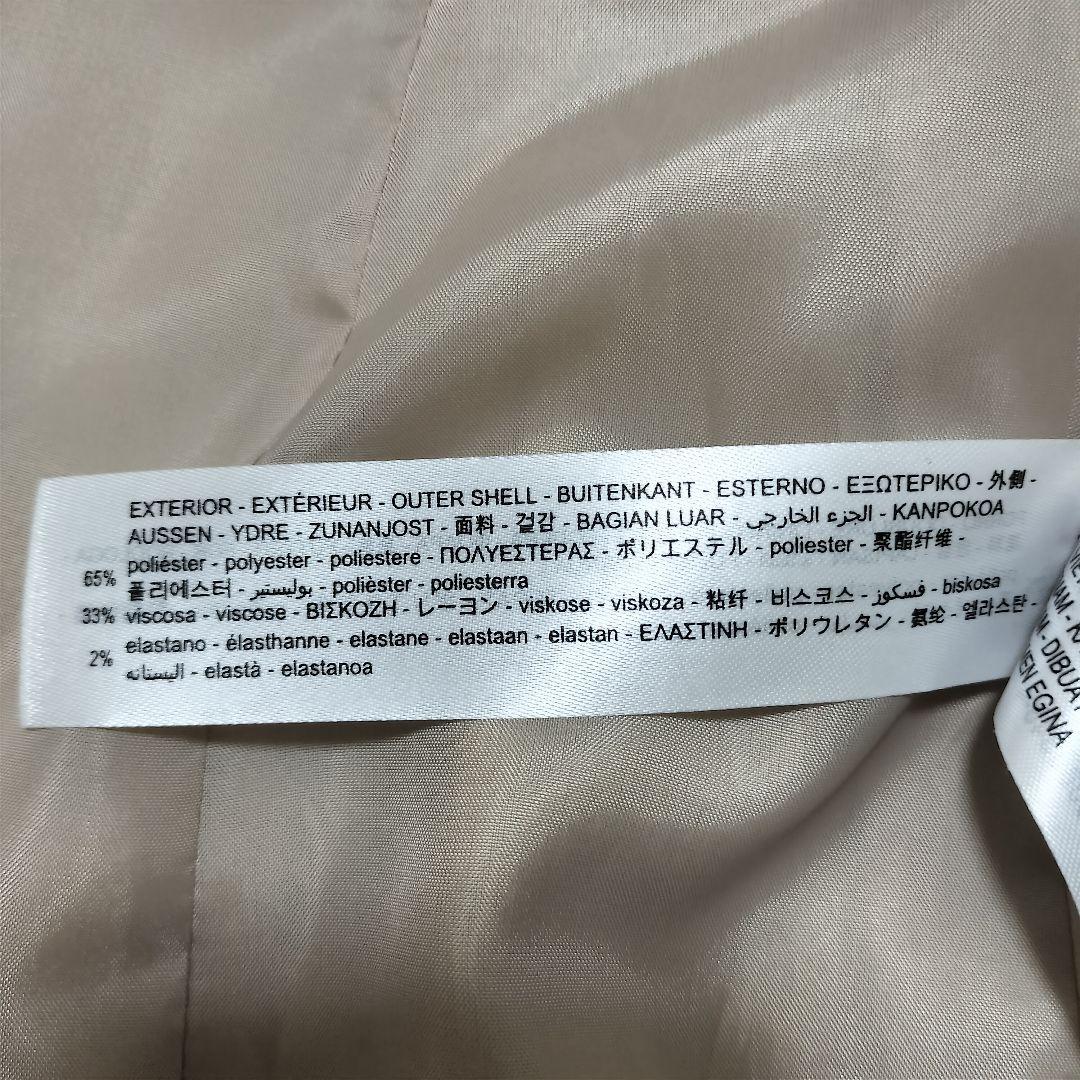 EXTERIOR - EXTÉRIEUR - OUTER SHELL - BUITENKANT - ESTERNO - ΕΞΩΤΕΡΙΚΟ - 外側 -
AUSSEN - YDRE - ZUNANJOST - 面料 - 겉감 - BAGIAN LUAR - الجزء الخارجي - KANPOKOA
65% poliéster - polyester - poliestere - ΠΟΛΥΕΣΤΕΡΑΣ - ポリエステル - poliester - 聚酯纤维 -
폴리에스터 - بوليستير - polièster - poliesterra
33% viscosa - viscose - ΒΙΣΚΟΖΗ - レーヨン - viskose - viskoza - 粘纤 - 비스코스 - فسكوز - biskosa
2% elastano - élasthanne - elastane - elastaan - elastan - ΕΛΑΣΤΙΝΗ - ポリウレタン - 氨纶 - 엘라스탄 -
اليستانه - elastà - elastanoa
DIBUAT
EGINA